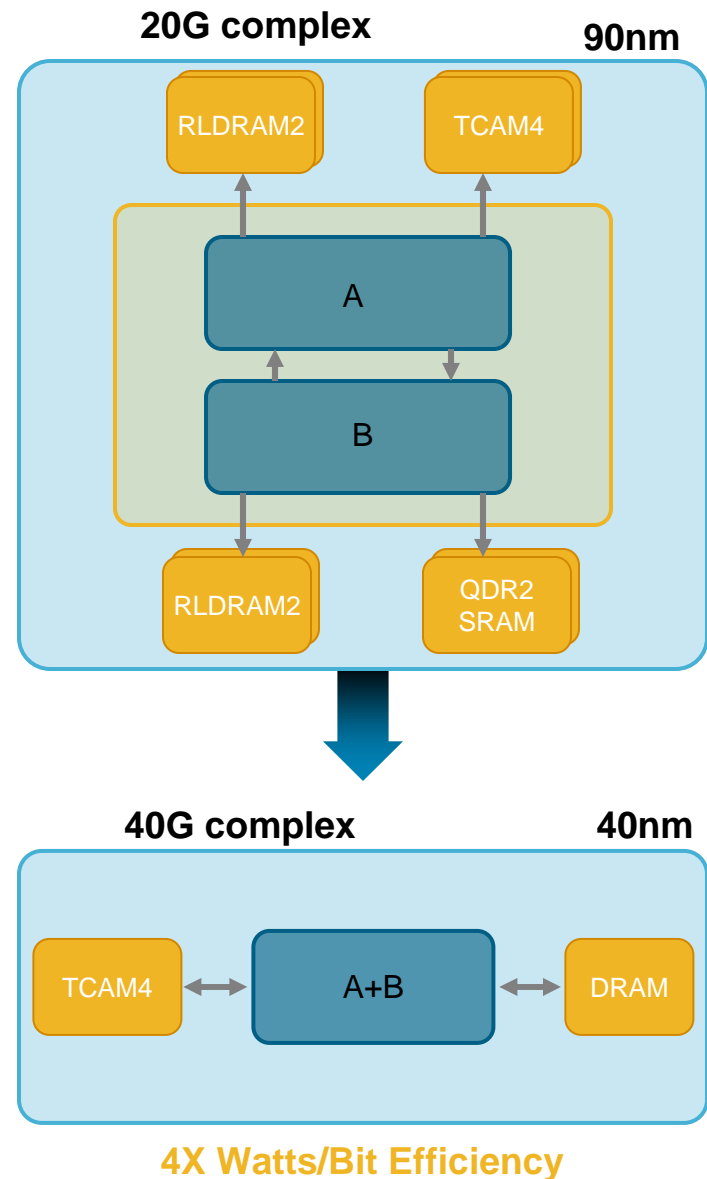 20G complex
90nm
RLDRAM2
TCAM4
A
B
RLDRAM2
QDR2
SRAM
40G complex
40nm
TCAM4
A+B
DRAM
4X Watts/Bit Efficiency